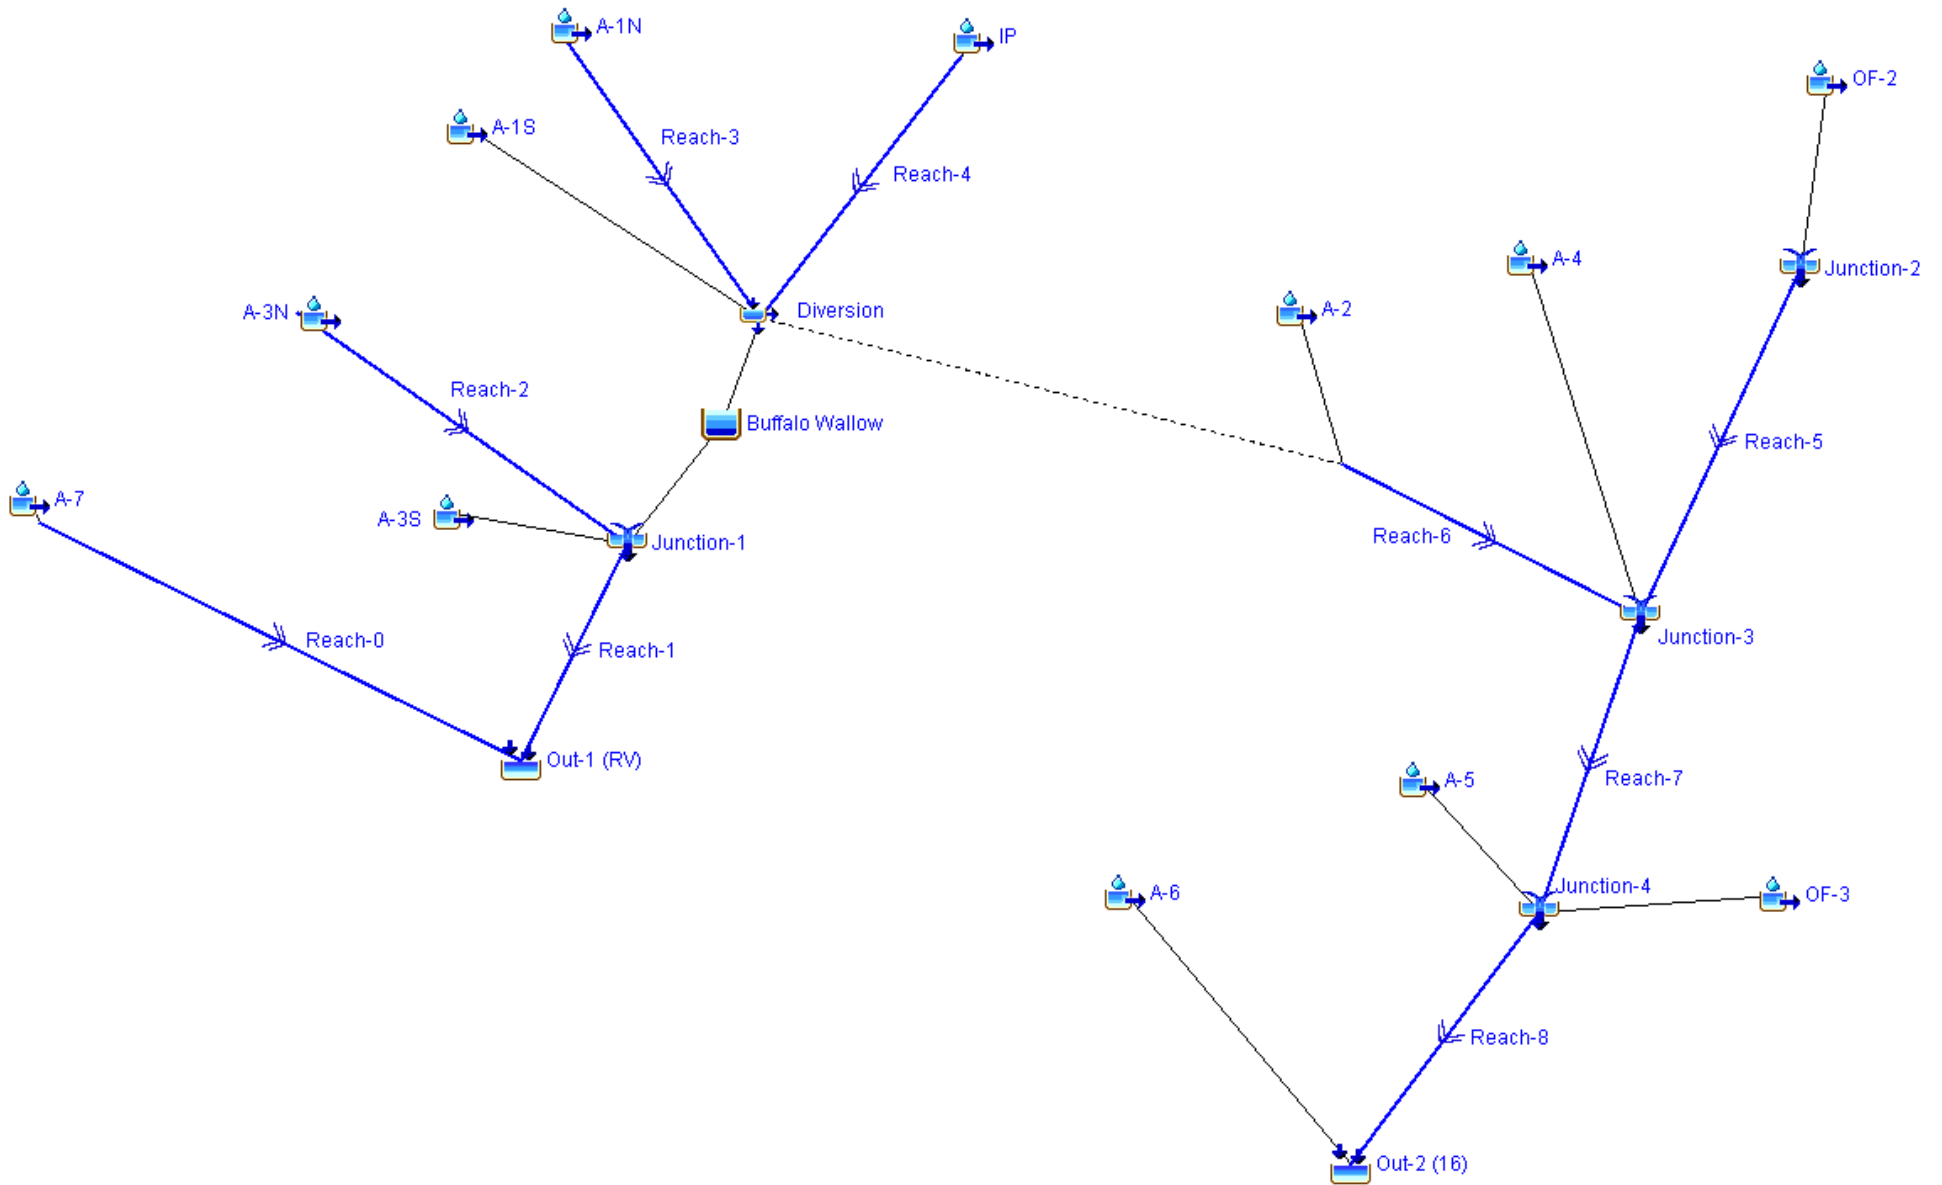 A-1N
IP
OF-2
A-1S
Reach-3
Reach-4
A-4
Junction-2
A-3N
Diversion
A-2
Reach-2
Buffalo Wallow
Reach-5
A-7
A-3S
Junction-1
Reach-6
Reach-0
Reach-1
Junction-3
Out-1 (RV)
A-5
Reach-7
A-6
Junction-4
OF-3
Reach-8
Out-2 (16)